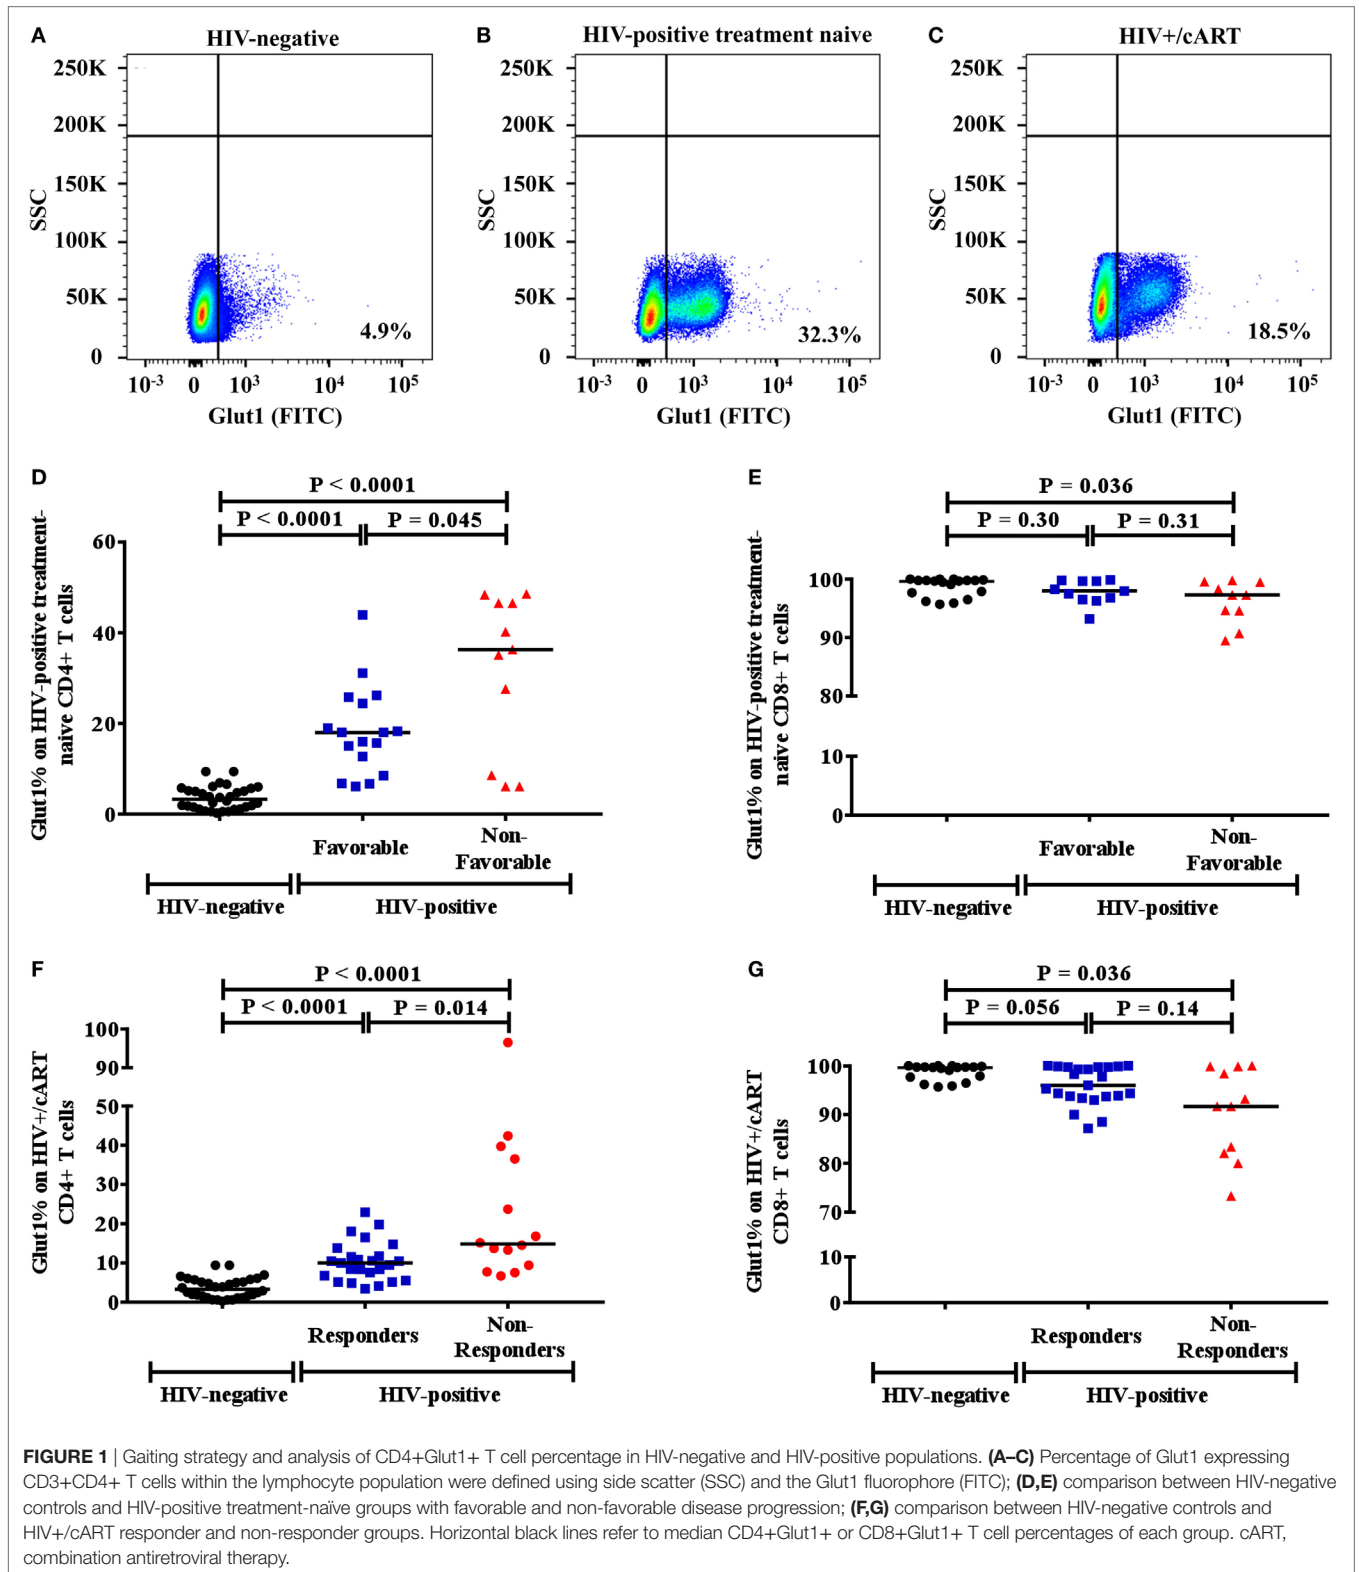 A
HIV-negative
250K
200K
150K
100K
50K
0
SSC
4.9%
10-3 0 103 104 105
Glut1 (FITC)
B
HIV-positive treatment naive
250K
200K
150K
100K
50K
0
SSC
32.3%
10-3 0 103 104 105
Glut1 (FITC)
C
HIV+/cART
250K
200K
150K
100K
50K
0
SSC
18.5%
10-3 0 103 104 105
Glut1 (FITC)
D
P < 0.0001
P < 0.0001 P = 0.045
60
40
20
0
Glut1% on HIV-positive treatment-
naïve CD4+ T cells
Favorable
Non-
Favorable
HIV-negative HIV-positive
E
P = 0.036
P = 0.30 P = 0.31
100
90
80
10
0
Glut1% on HIV-positive treatment-
naïve CD8+ T cells
Favorable
Non-
Favorable
HIV-negative HIV-positive
F
P < 0.0001
P < 0.0001 P = 0.014
100
90
50
40
30
20
10
0
Glut1% on HIV+/cART
CD4+ T cells
Responders
Non-
Responders
HIV-negative HIV-positive
G
P = 0.036
P = 0.056 P = 0.14
100
90
80
70
10
0
Glut1% on HIV+/cART
CD8+ T cells
Responders
Non-
Responders
HIV-negative HIV-positive
FIGURE 1 | Gaiting strategy and analysis of CD4+Glut1+ T cell percentage in HIV-negative and HIV-positive populations. (A–C) Percentage of Glut1 expressing
CD3+CD4+ T cells within the lymphocyte population were defined using side scatter (SSC) and the Glut1 fluorophore (FITC); (D,E) comparison between HIV-negative
controls and HIV-positive treatment-naïve groups with favorable and non-favorable disease progression; (F,G) comparison between HIV-negative controls and
HIV+/cART responder and non-responder groups. Horizontal black lines refer to median CD4+Glut1+ or CD8+Glut1+ T cell percentages of each group. cART,
combination antiretroviral therapy.